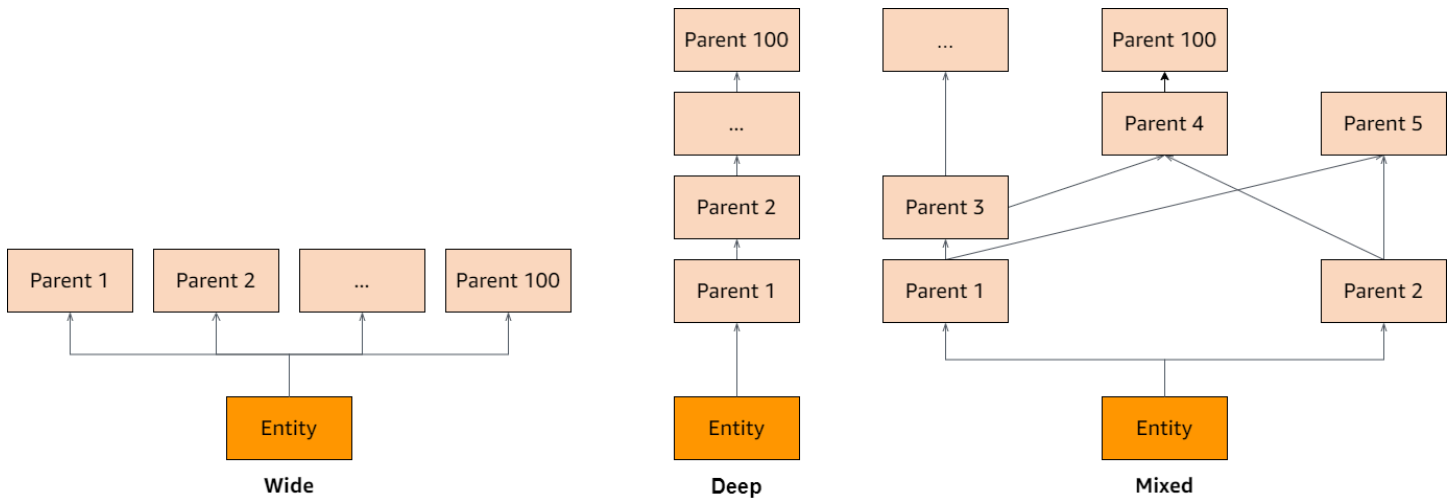 Parent 100
...
Parent 2
Parent 1
Entity
Deep
Parent 1
Parent 2
...
Parent 100
Entity
Wide
...
Parent 100
Parent 4
Parent 5
Parent 3
Parent 1
Parent 2
Entity
Mixed